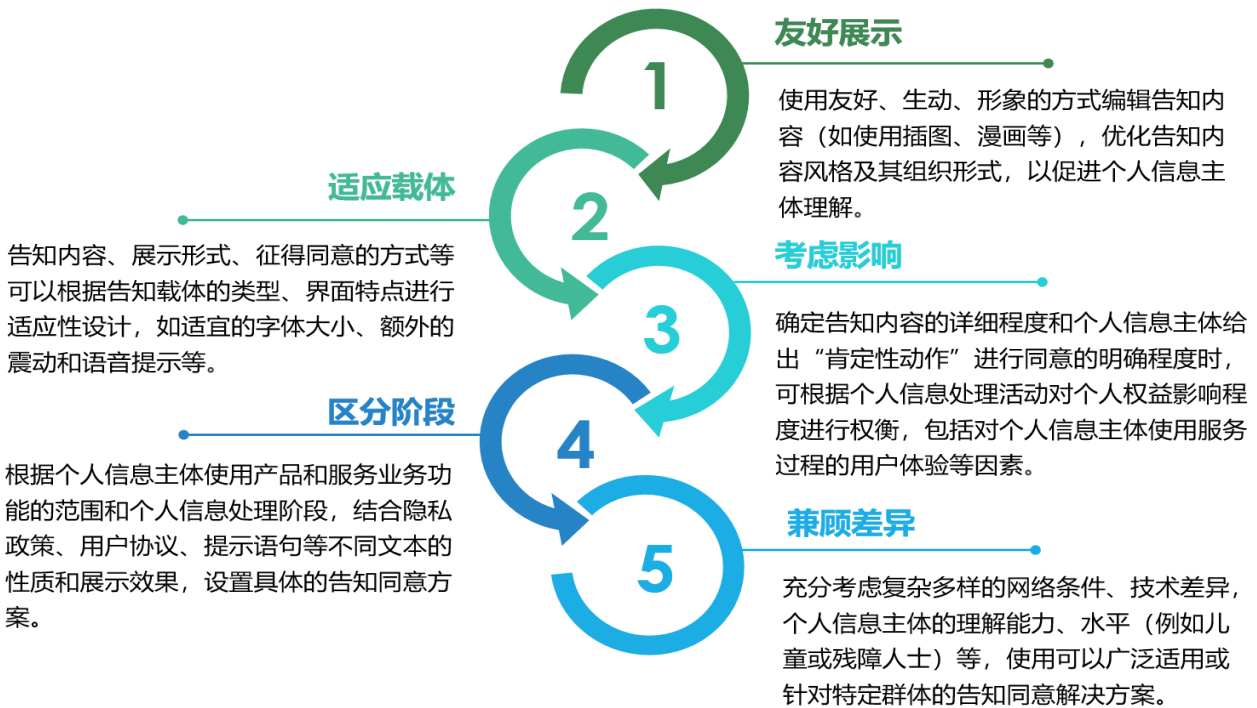 1
友好展示
使用友好、生动、形象的方式编辑告知内
容（如使用插图、漫画等），优化告知内
容风格及其组织形式，以促进个人信息主
体理解。
2
适应载体
告知内容、展示形式、征得同意的方式等
可以根据告知载体的类型、界面特点进行
适应性设计，如适宜的字体大小、额外的
震动和语音提示等。
3
考虑影响
确定告知内容的详细程度和个人信息主体给
出“肯定性动作”进行同意的明确程度时，
可根据个人信息处理活动对个人权益影响程
度进行权衡，包括对个人信息主体使用服务
过程的用户体验等因素。
4
区分阶段
根据个人信息主体使用产品和服务业务功
能的范围和个人信息处理阶段，结合隐私
政策、用户协议、提示语句等不同文本的
性质和展示效果，设置具体的告知同意方
案。
5
兼顾差异
充分考虑复杂多样的网络条件、技术差异，
个人信息主体的理解能力、水平（例如儿
童或残障人士）等，使用可以广泛适用或
针对特定群体的告知同意解决方案。